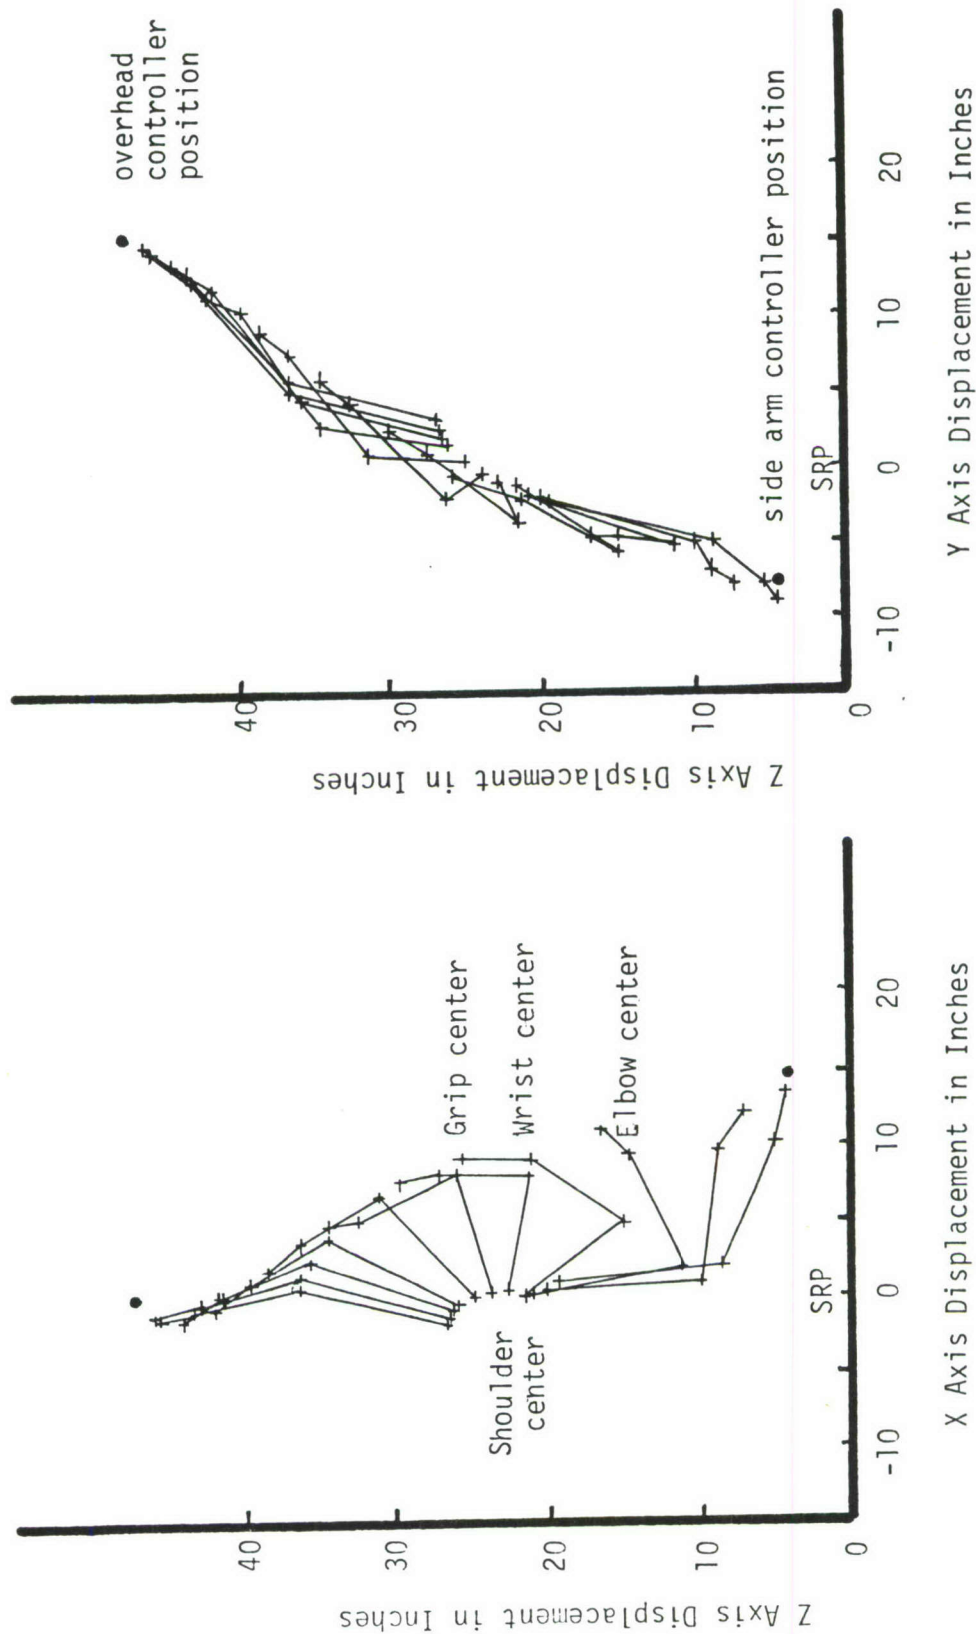 40
30
20
10
0
Z Axis Displacement in Inches
Shoulder
center
Grip center
Wrist center
Elbow center
SRP
-10
0
10
20
X Axis Displacement in Inches
40
30
20
10
0
Z Axis Displacement in Inches
overhead
controller
position
side arm controller position
SRP
-10
0
10
20
Y Axis Displacement in Inches